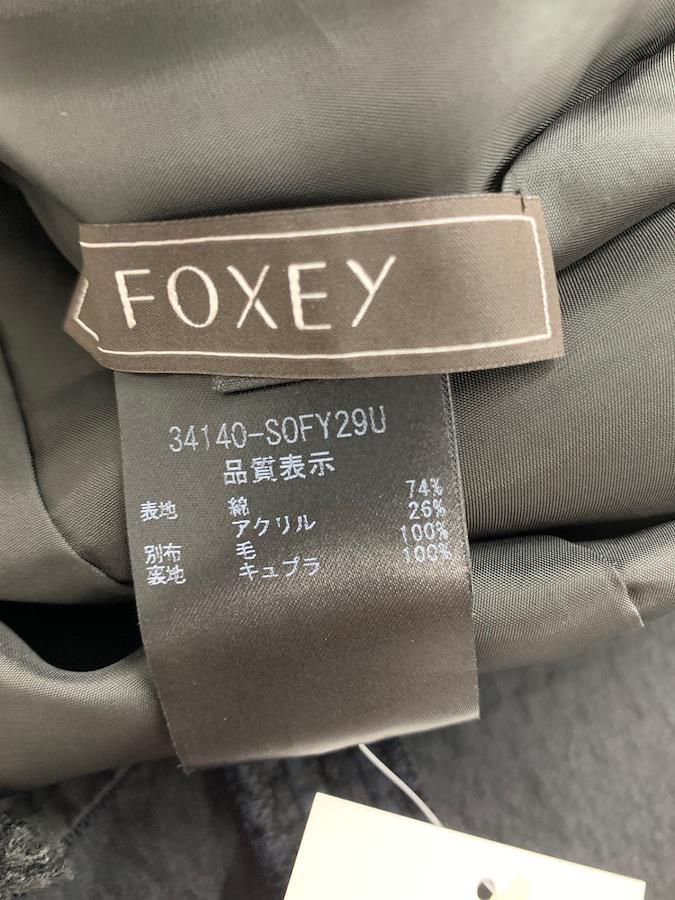 FOXEY
34140-SOFY29U
品質表示
表地 綿 74%
アクリル 26%
別布 毛 100%
裏地 キュプラ 100%